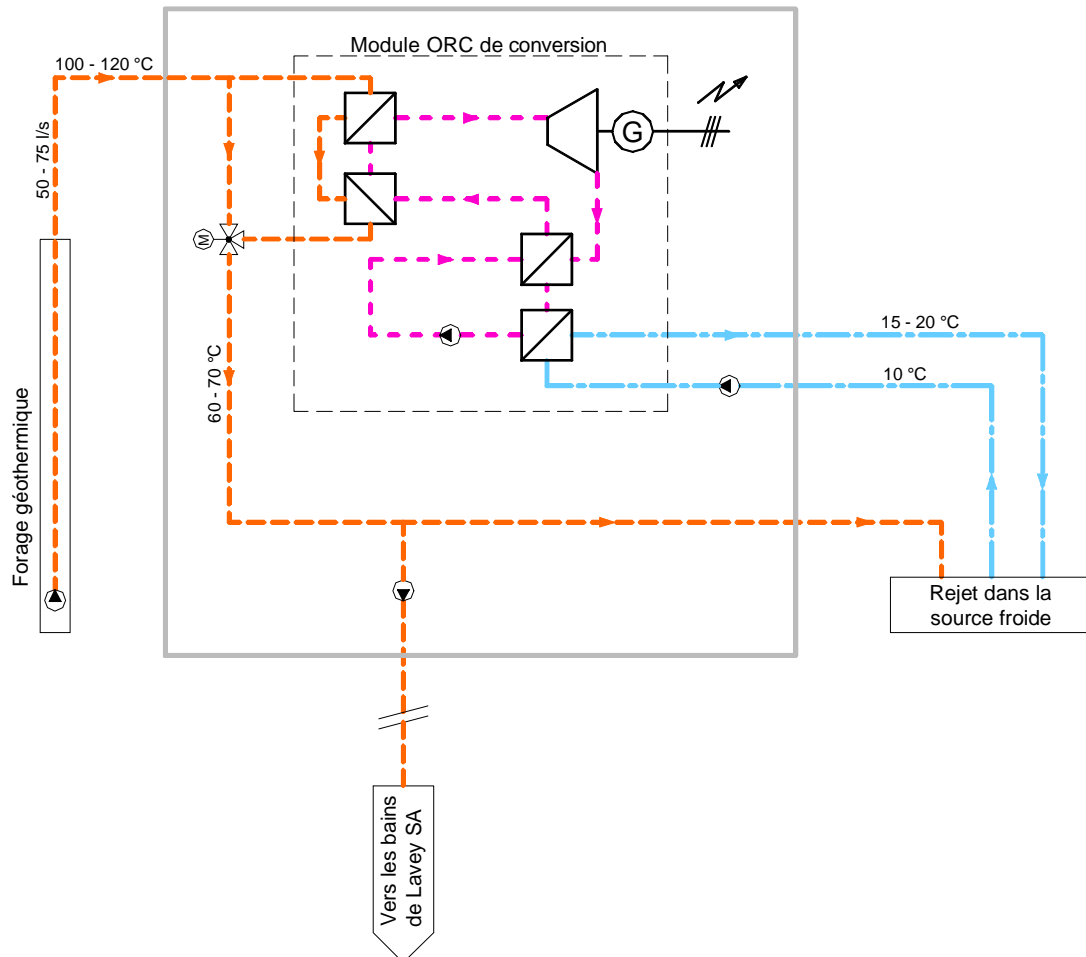 Module ORC de conversion
100 - 120 °C
50 - 75 l/s
G
M
15 - 20 °C
10 °C
60 - 70 °C
Forage géothermique
Rejet dans la
source froide
Vers les bains
de Lavey SA